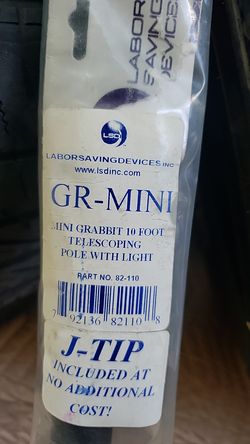 LABOR
SAVING
DEVICES
LSD
LABORSAVINGDEVICES INC
www.lsdinc.com
GR-MINI
MINI GRABBIT 10 FOOT
TELESCOPING
POLE WITH LIGHT
PART NO. 82-110
7 92136 82110 8
J-TIP
INCLUDED AT
NO ADDITIONAL
COST!